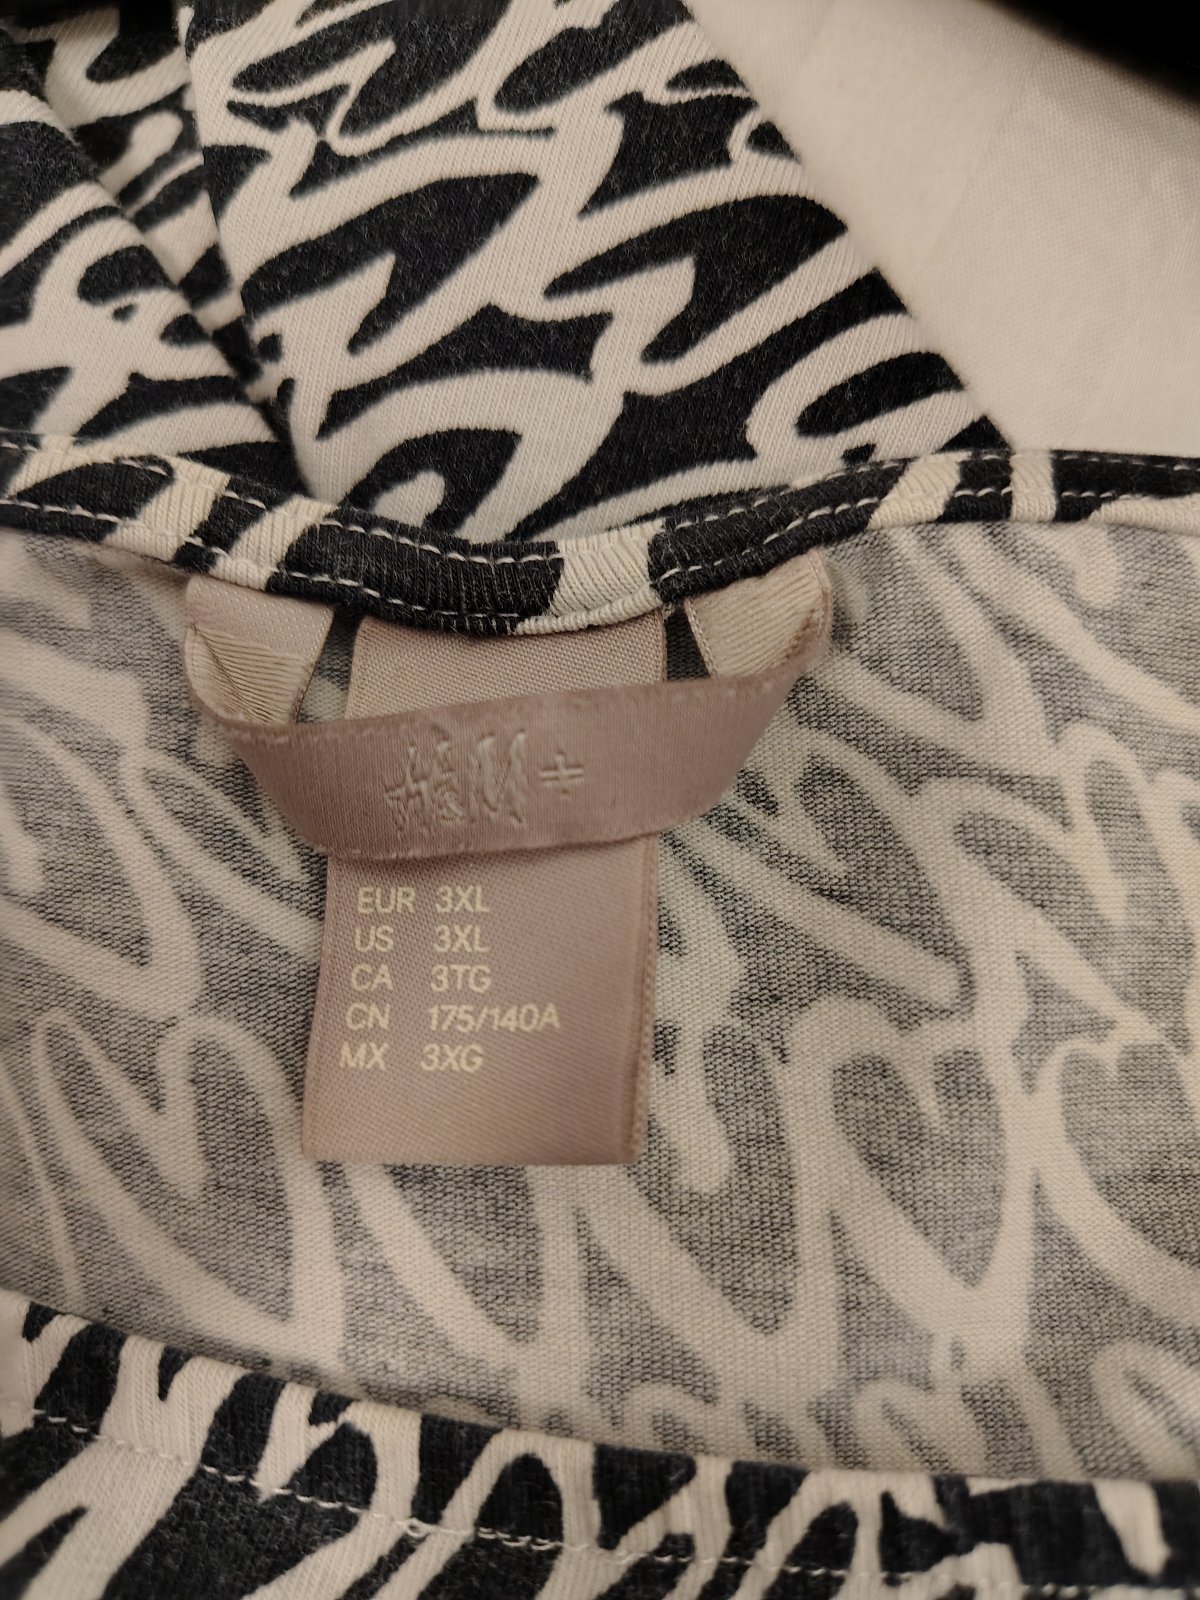 H&M+
EUR 3XL
US 3XL
CA 3TG
CN 175/140A
MX 3XG